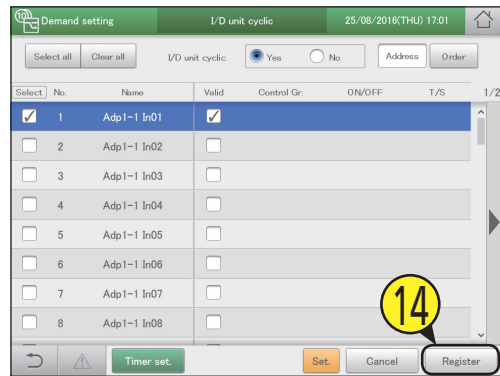 Demand setting I/D unit cyclic 25/08/2016(THU) 17:01
Select all Clear all I/D unit cyclic Yes No Address Order
Select No. Name Valid Control Gr. ON/OFF T/S 1/2
1 Adp1-1 In01
2 Adp1-1 In02
3 Adp1-1 In03
4 Adp1-1 In04
5 Adp1-1 In05
6 Adp1-1 In06
7 Adp1-1 In07
8 Adp1-1 In08
14
Timer set. Set. Cancel Register